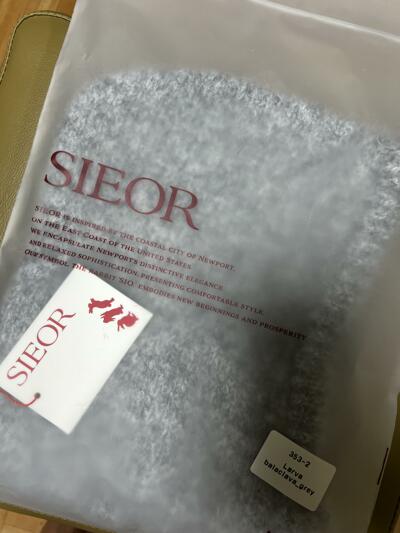 SIEOR
SIEOR IS INSPIRED BY THE COASTAL CITY OF NEWPORT,
ON THE EAST COAST OF THE UNITED STATES.
WE ENCAPSULATE NEWPORT'S DISTINCTIVE ELEGANCE
AND RELAXED SOPHISTICATION, PRESENTING COMFORTABLE STYLE.
OUR SYMBOL, THE RABBIT 'SIO', EMBODIES NEW BEGINNINGS AND PROSPERITY
SIEOR
353-2
Larva
balaclava_grey